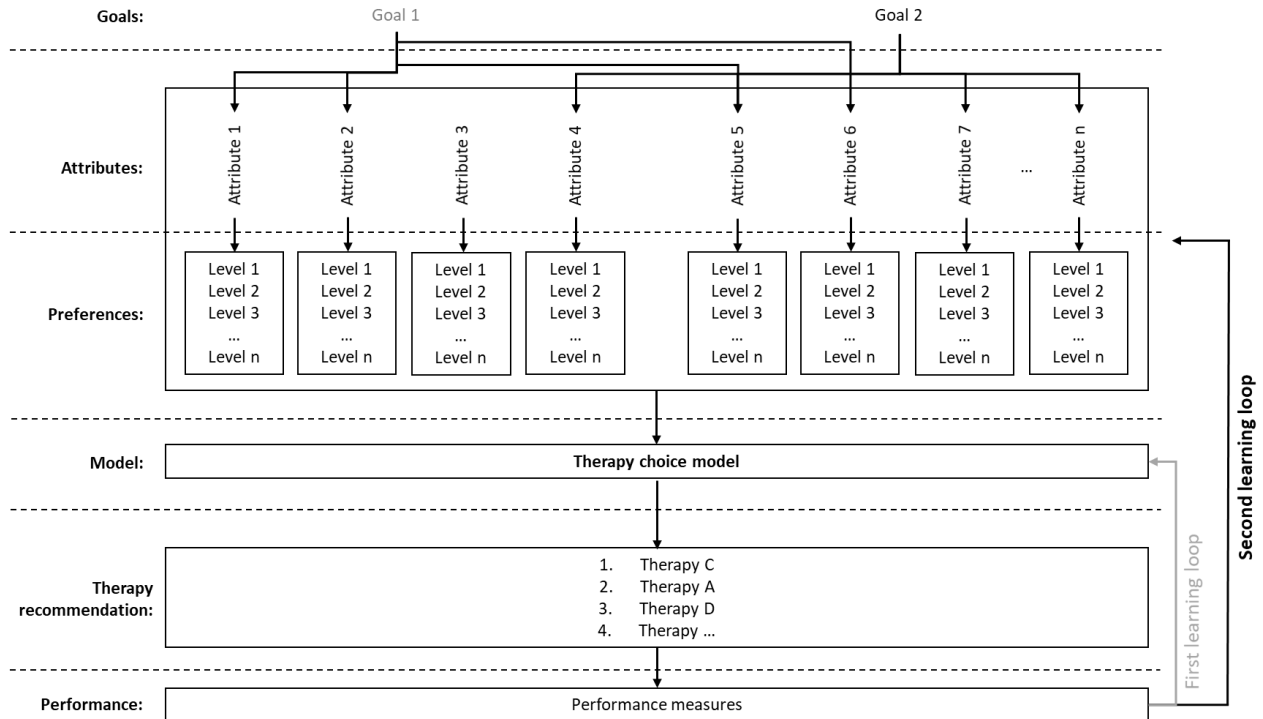 Goals:
Goal 1
Goal 2
Attributes:
Attribute 1
Attribute 2
Attribute 3
Attribute 4
Attribute 5
Attribute 6
Attribute 7
...
Attribute n
Preferences:
Level 1
Level 2
Level 3
...
Level n
Level 1
Level 2
Level 3
...
Level n
Level 1
Level 2
Level 3
...
Level n
Level 1
Level 2
Level 3
...
Level n
Level 1
Level 2
Level 3
...
Level n
Level 1
Level 2
Level 3
...
Level n
Level 1
Level 2
Level 3
...
Level n
Level 1
Level 2
Level 3
...
Level n
Model:
Therapy choice model
Therapy
recommendation:
1. Therapy C
2. Therapy A
3. Therapy D
4. Therapy ...
Performance:
Performance measures
First learning loop
Second learning loop